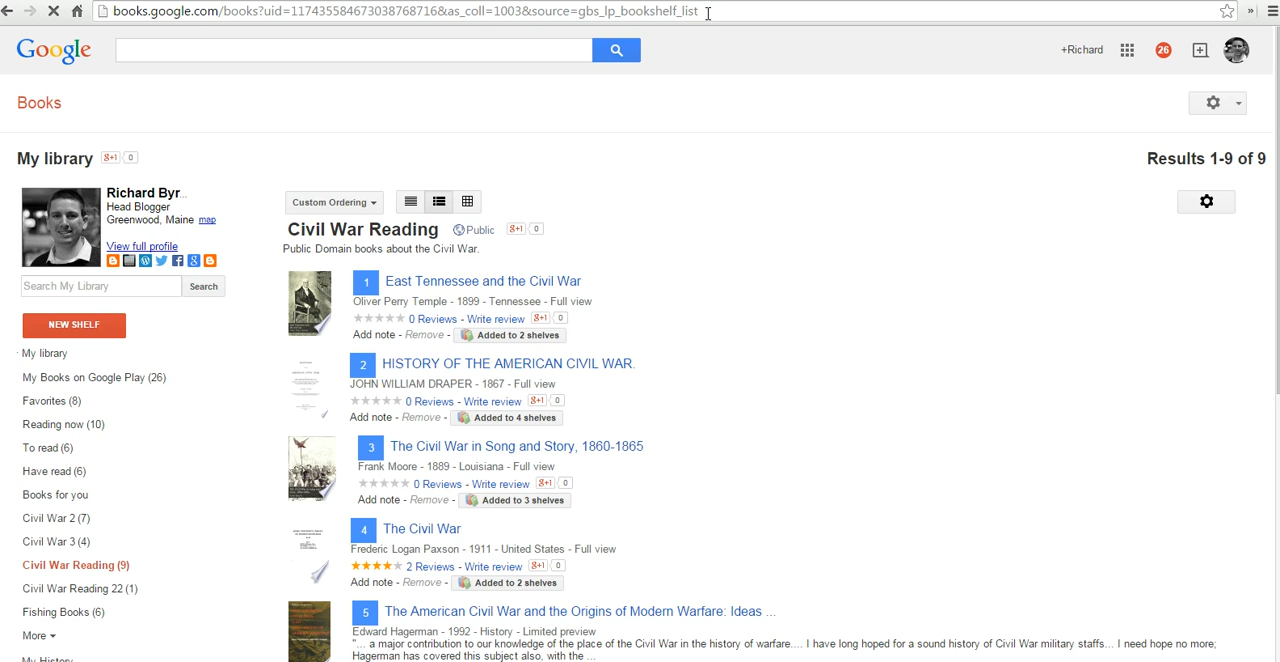 books.google.com/books?uid=117435584673038768716&as_coll=1003&source=gbs_lp_bookshelf_list
Google
+Richard
26
Books
My library g+1 0
Results 1-9 of 9
Richard Byr...
Head Blogger
Greenwood, Maine map
View full profile
Search My Library Search
NEW SHELF
My library
My Books on Google Play (26)
Favorites (8)
Reading now (10)
To read (6)
Have read (6)
Books for you
Civil War 2 (7)
Civil War 3 (4)
Civil War Reading (9)
Civil War Reading 22 (1)
Fishing Books (6)
More
My History
Custom Ordering
Civil War Reading Public g+1 0
Public Domain books about the Civil War.
1 East Tennessee and the Civil War
Oliver Perry Temple - 1899 - Tennessee - Full view
0 Reviews - Write review g+1 0
Add note - Remove - Added to 2 shelves
2 HISTORY OF THE AMERICAN CIVIL WAR.
JOHN WILLIAM DRAPER - 1867 - Full view
0 Reviews - Write review g+1 0
Add note - Remove - Added to 4 shelves
3 The Civil War in Song and Story, 1860-1865
Frank Moore - 1889 - Louisiana - Full view
0 Reviews - Write review g+1 0
Add note - Remove - Added to 3 shelves
4 The Civil War
Frederic Logan Paxson - 1911 - United States - Full view
2 Reviews - Write review g+1 0
Add note - Remove - Added to 2 shelves
5 The American Civil War and the Origins of Modern Warfare: Ideas ...
Edward Hagerman - 1992 - History - Limited preview
"... a major contribution to our knowledge of the place of the Civil War in the history of warfare.... I have long hoped for a sound history of Civil War military staffs... I need hope no more;
Hagerman has covered this subject also, with the ...